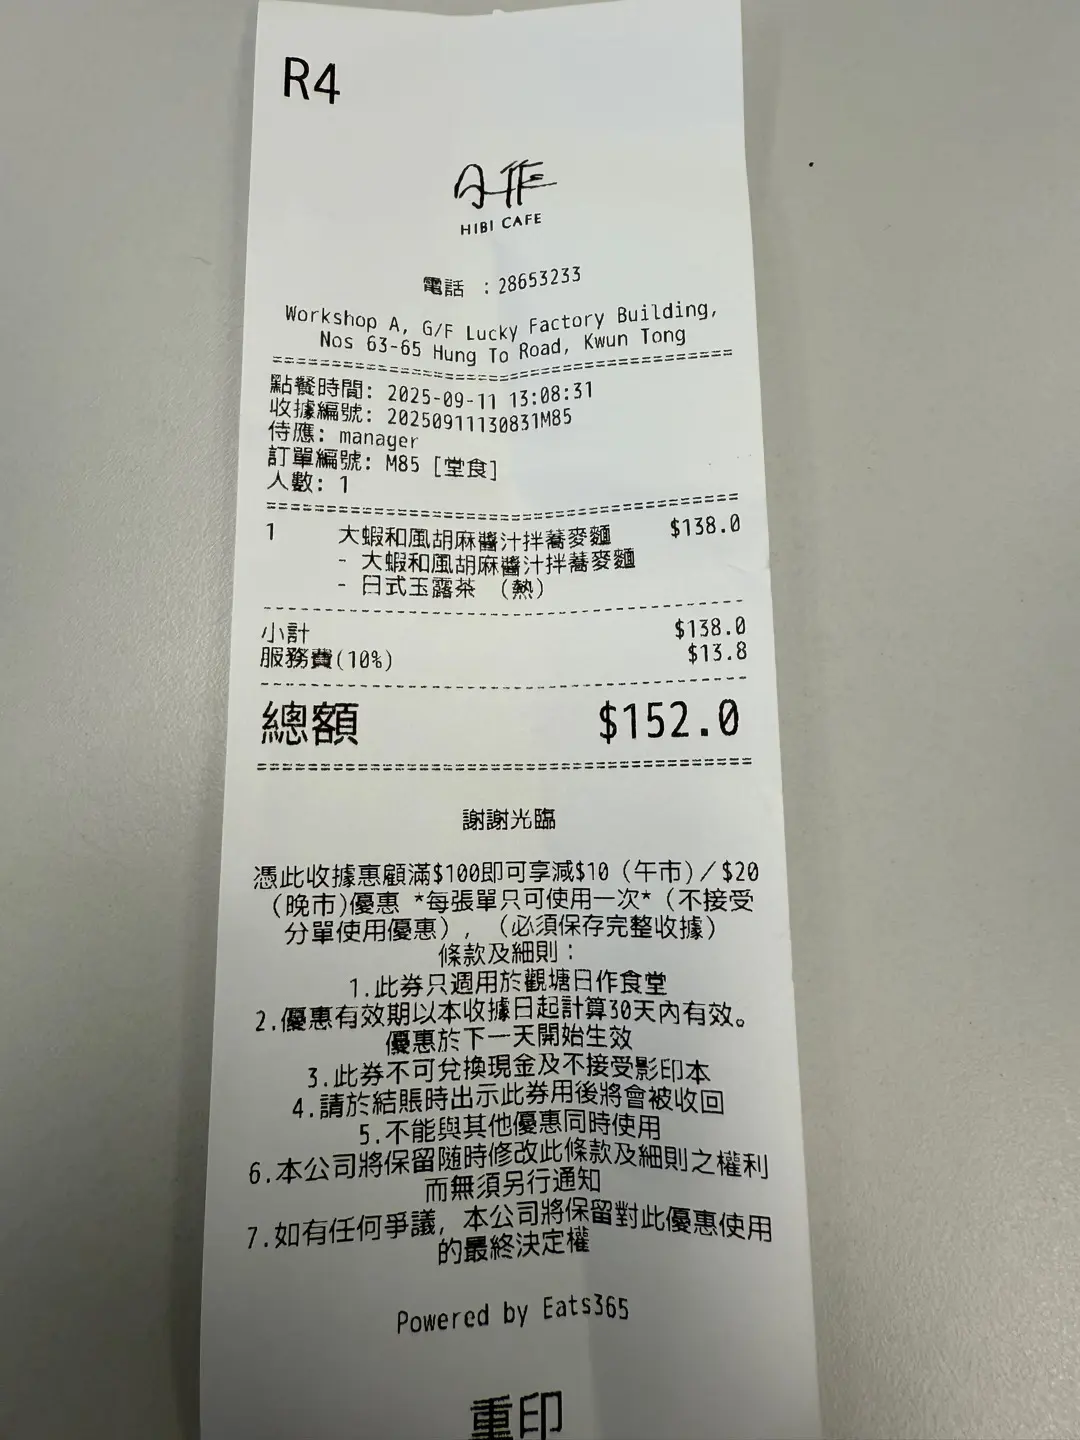 R4
日作
HIBI CAFE
電話 :28653233
Workshop A, G/F Lucky Factory Building,
Nos 63-65 Hung To Road, Kwun Tong
點餐時間: 2025-09-11 13:08:31
收據編號: 20250911130831M85
侍應: manager
訂單編號: M85 [堂食]
人數: 1
1 大蝦和風胡麻醬汁拌蕎麥麵 $138.0
- 大蝦和風胡麻醬汁拌蕎麥麵
- 日式玉露茶 （熱）
小計 $138.0
服務費(10%) $13.8
總額 $152.0
謝謝光臨
憑此收據惠顧滿$100即可享減$10（午市）/$20
（晚市)優惠 *每張單只可使用一次*（不接受
分單使用優惠）,（必須保存完整收據）
條款及細則：
1.此券只適用於觀塘日作食堂
2.優惠有效期以本收據日起計算30天內有效。
優惠於下一天開始生效
3.此券不可兌換現金及不接受影印本
4.請於結賬時出示此券用後將會被收回
5.不能與其他優惠同時使用
6.本公司將保留隨時修改此條款及細則之權利
而無須另行通知
7.如有任何爭議, 本公司將保留對此優惠使用
的最終決定權
Powered by Eats365
重印